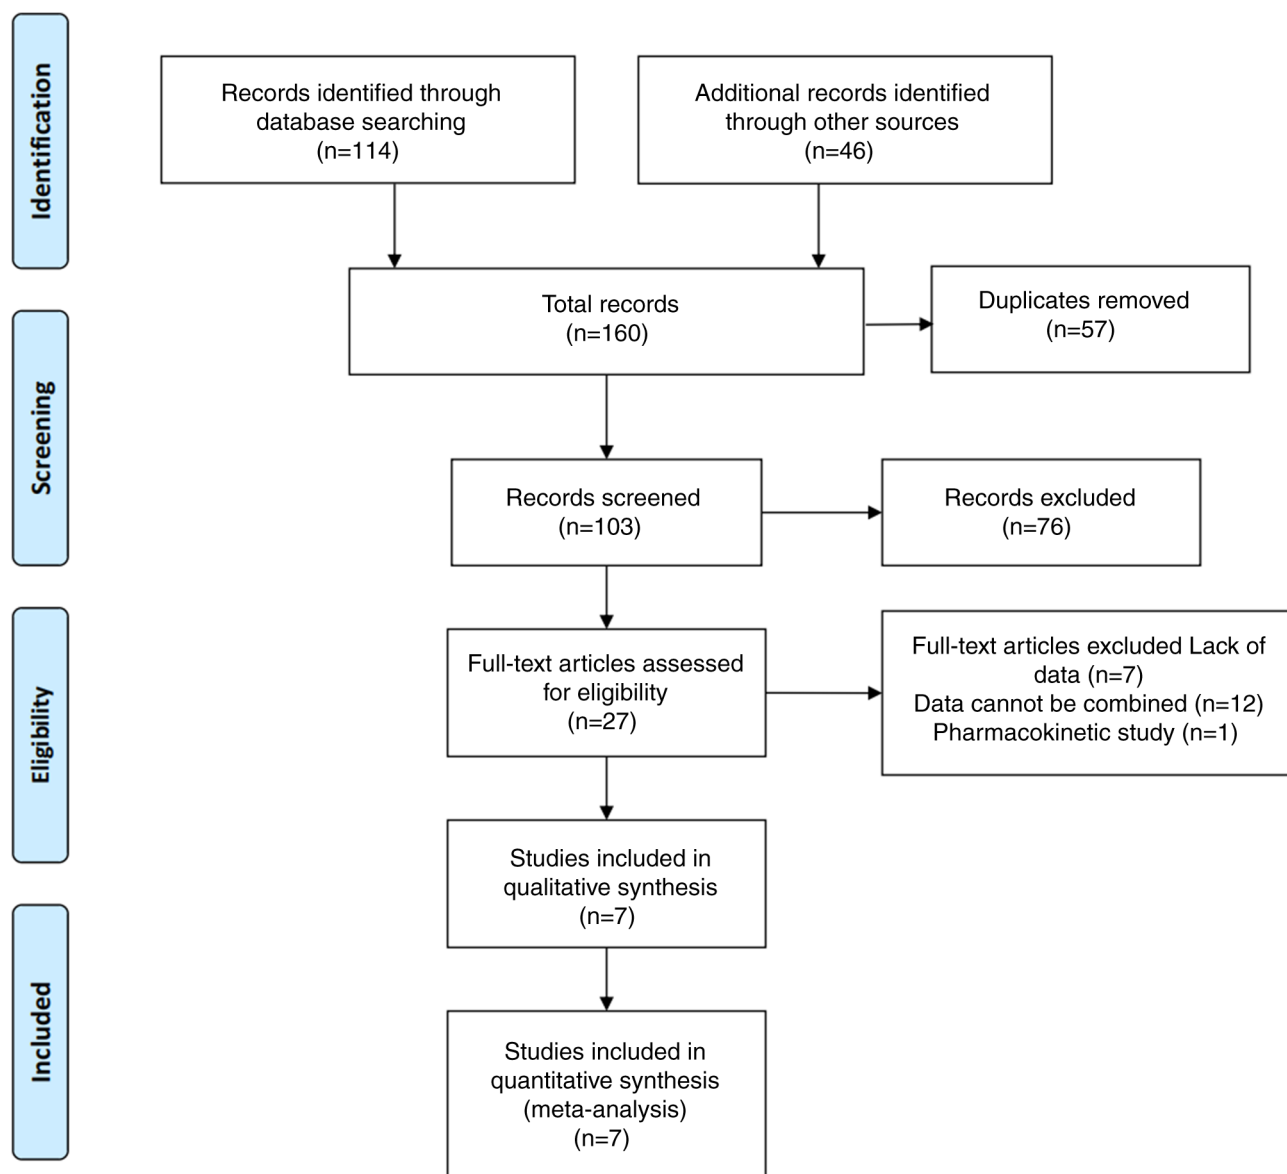 Identification
Records identified through
database searching
(n=114)
Additional records identified
through other sources
(n=46)
Total records
(n=160)
Duplicates removed
(n=57)
Screening
Records screened
(n=103)
Records excluded
(n=76)
Eligibility
Full-text articles assessed
for eligibility
(n=27)
Full-text articles excluded Lack of
data (n=7)
Data cannot be combined (n=12)
Pharmacokinetic study (n=1)
Studies included in
qualitative synthesis
(n=7)
Included
Studies included in
quantitative synthesis
(meta-analysis)
(n=7)